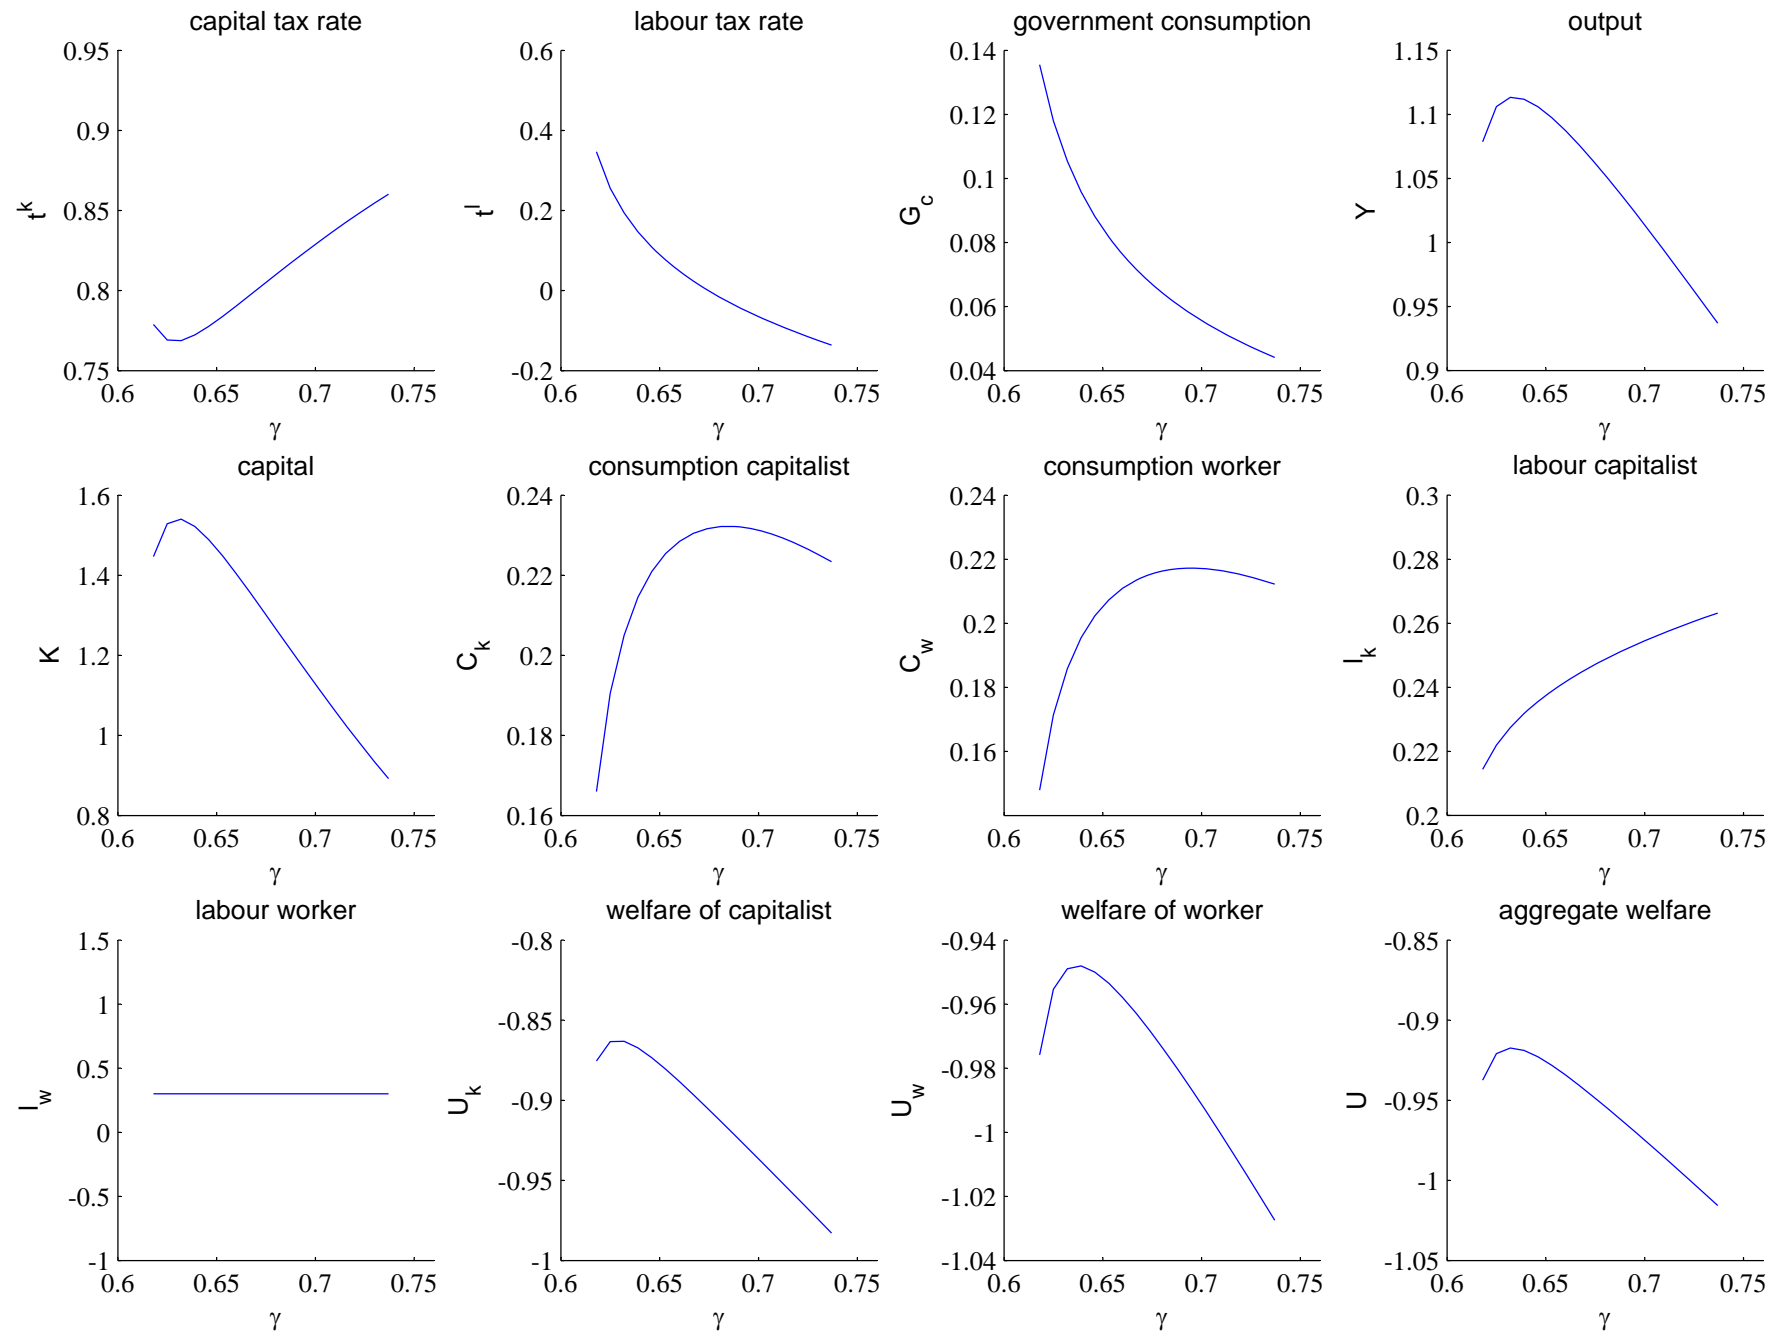 capital tax rate
0.95
0.9
0.85
0.8
0.75
0.6 0.65 0.7 0.75
t^k
γ
labour tax rate
0.6
0.4
0.2
0
-0.2
0.6 0.65 0.7 0.75
t^l
γ
government consumption
0.14
0.12
0.1
0.08
0.06
0.04
0.6 0.65 0.7 0.75
G_c
γ
output
1.15
1.1
1.05
1
0.95
0.9
0.6 0.65 0.7 0.75
Y
γ
capital
1.6
1.4
1.2
1
0.8
0.6 0.65 0.7 0.75
K
γ
consumption capitalist
0.24
0.22
0.2
0.18
0.16
0.6 0.65 0.7 0.75
C_k
γ
consumption worker
0.24
0.22
0.2
0.18
0.16
0.6 0.65 0.7 0.75
C_w
γ
labour capitalist
0.3
0.28
0.26
0.24
0.22
0.2
0.6 0.65 0.7 0.75
l_k
γ
labour worker
1.5
1
0.5
0
-0.5
-1
0.6 0.65 0.7 0.75
l_w
γ
welfare of capitalist
-0.8
-0.85
-0.9
-0.95
-1
0.6 0.65 0.7 0.75
U_k
γ
welfare of worker
-0.94
-0.96
-0.98
-1
-1.02
-1.04
0.6 0.65 0.7 0.75
U_w
γ
aggregate welfare
-0.85
-0.9
-0.95
-1
-1.05
0.6 0.65 0.7 0.75
U
γ